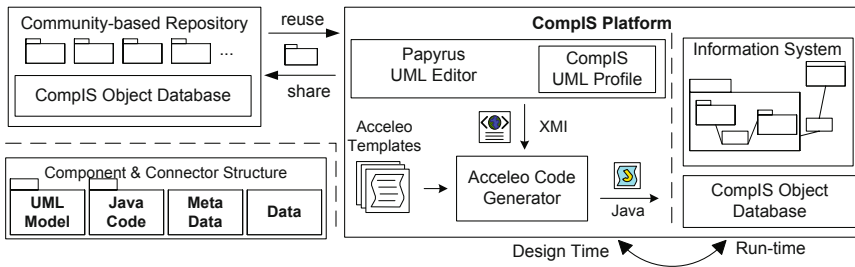 Community-based Repository
...
CompIS Object Database
reuse
share
Component & Connector Structure
UML
Model
Java
Code
Meta
Data
Data
CompIS Platform
Papyrus
UML Editor
CompIS
UML Profile
XMI
Acceleo
Templates
Acceleo Code
Generator
Java
Information System
CompIS Object
Database
Design Time
Run-time